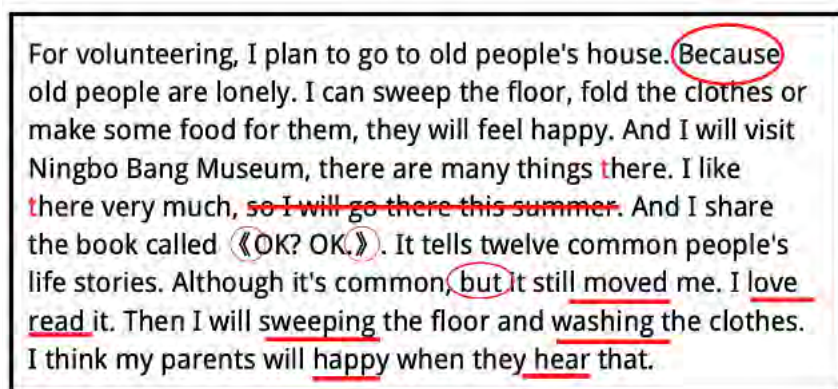 For volunteering, I plan to go to old people's house. Because
old people are lonely. I can sweep the floor, fold the clothes or
make some food for them, they will feel happy. And I will visit
Ningbo Bang Museum, there are many things there. I like
there very much, so I will go there this summer. And I share
the book called 《OK? OK.》. It tells twelve common people's
life stories. Although it's common, but it still moved me. I love
read it. Then I will sweeping the floor and washing the clothes.
I think my parents will happy when they hear that.